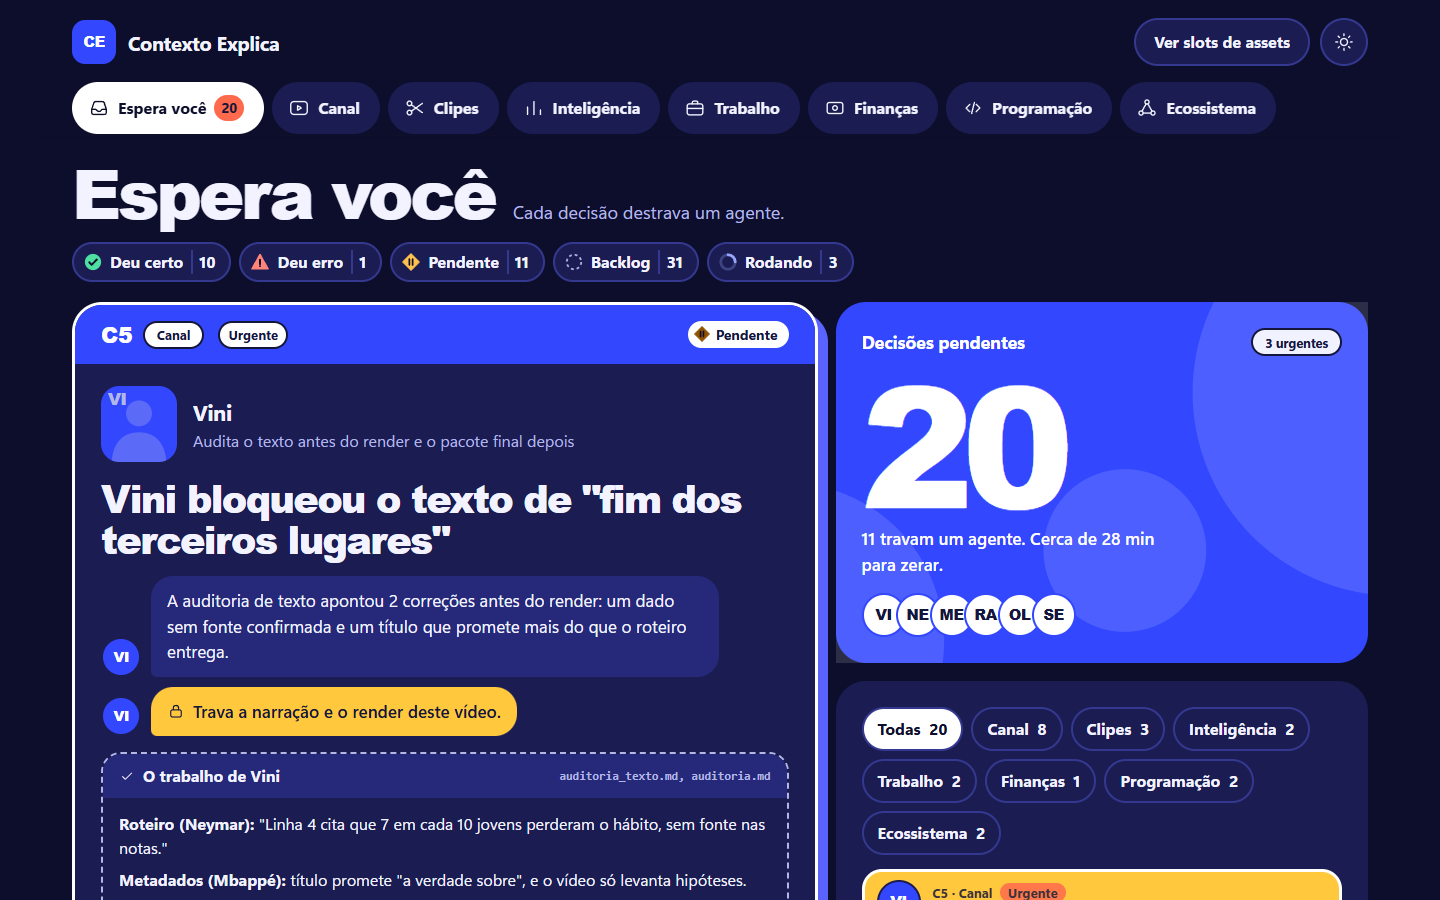 CE Contexto Explica
Ver slots de assets
Espera você 20
Canal
Clipes
Inteligência
Trabalho
Finanças
Programação
Ecossistema
Espera você
Cada decisão destrava um agente.
Deu certo 10
Deu erro 1
Pendente 11
Backlog 31
Rodando 3
C5 Canal Urgente Pendente
VI
Vini
Audita o texto antes do render e o pacote final depois
Vini bloqueou o texto de "fim dos
terceiros lugares"
A auditoria de texto apontou 2 correções antes do render: um dado
sem fonte confirmada e um título que promete mais do que o roteiro
entrega.
VI
VI
Trava a narração e o render deste vídeo.
O trabalho de Vini
auditoria_texto.md, auditoria.md
Roteiro (Neymar): "Linha 4 cita que 7 em cada 10 jovens perderam o hábito, sem fonte nas
notas."
Metadados (Mbappé): título promete "a verdade sobre", e o vídeo só levanta hipóteses.
Decisões pendentes
3 urgentes
20
11 travam um agente. Cerca de 28 min
para zerar.
VI NE ME RA OL SE
Todas 20
Canal 8
Clipes 3
Inteligência 2
Trabalho 2
Finanças 1
Programação 2
Ecossistema 2
VI
C5 · Canal Urgente